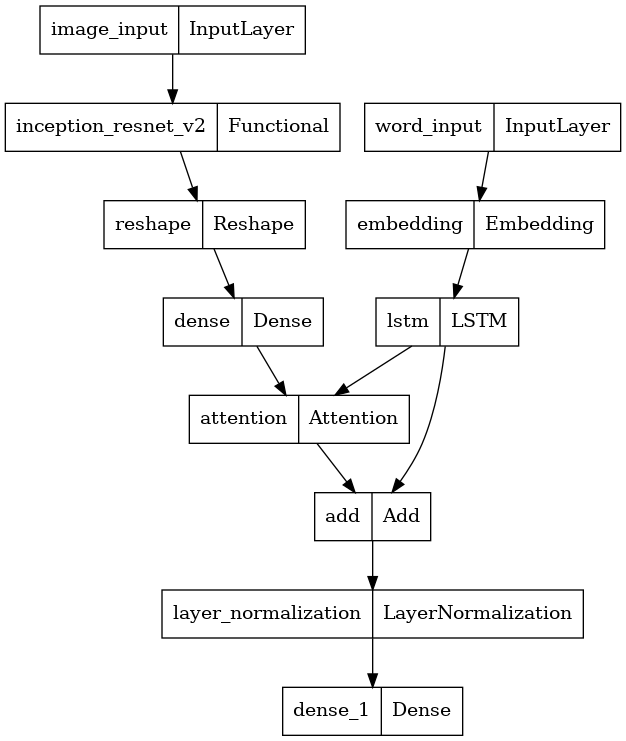 image_input InputLayer
inception_resnet_v2 Functional
word_input InputLayer
reshape Reshape
embedding Embedding
dense Dense
lstm LSTM
attention Attention
add Add
layer_normalization LayerNormalization
dense_1 Dense